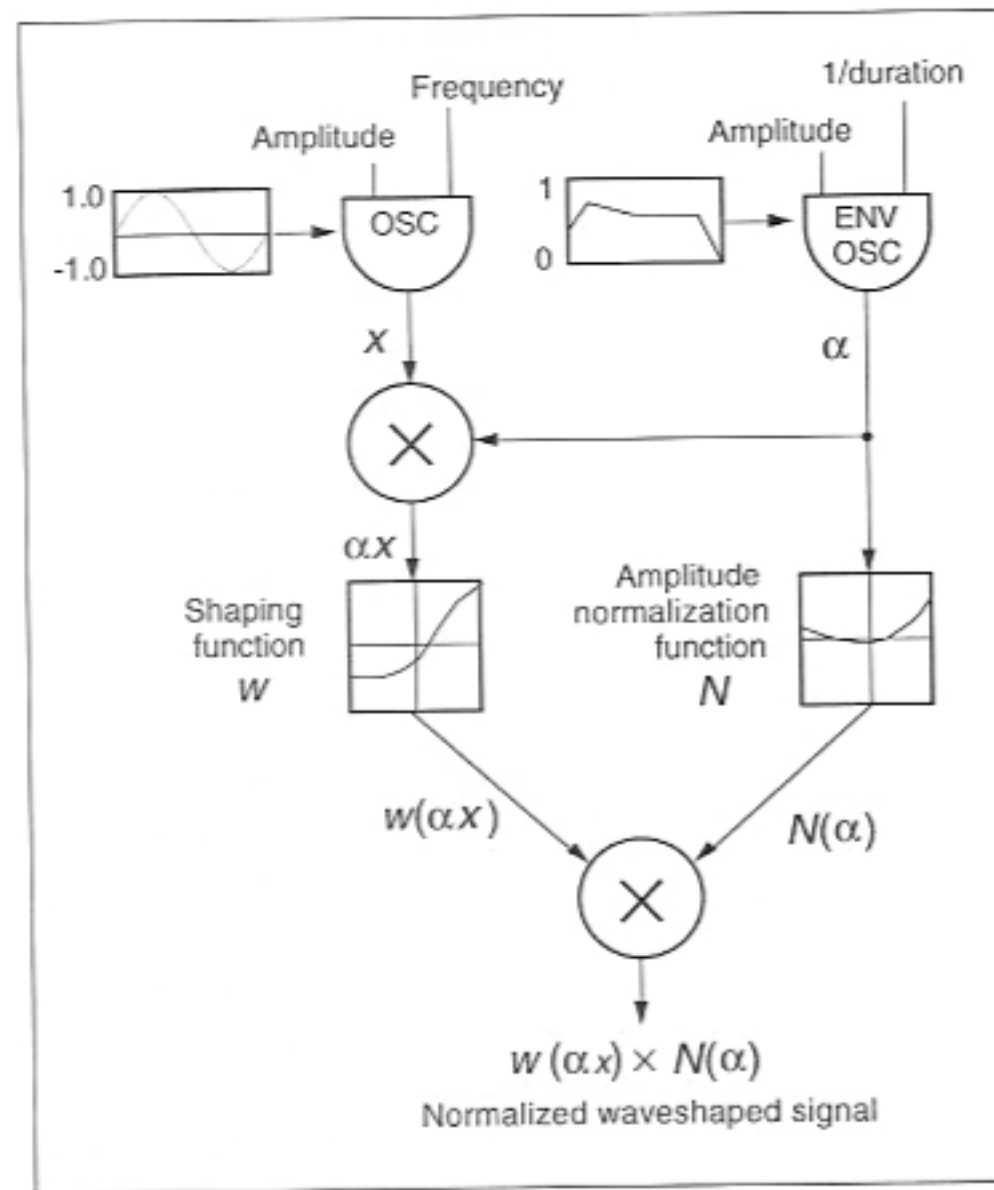 Frequency
1/duration
Amplitude
Amplitude
1.0
-1.0
OSC
1
0
ENV
OSC
x
α
×
αx
Shaping
function
w
Amplitude
normalization
function
N
w(αx)
N(α)
×
w (αx) × N(α)
Normalized waveshaped signal